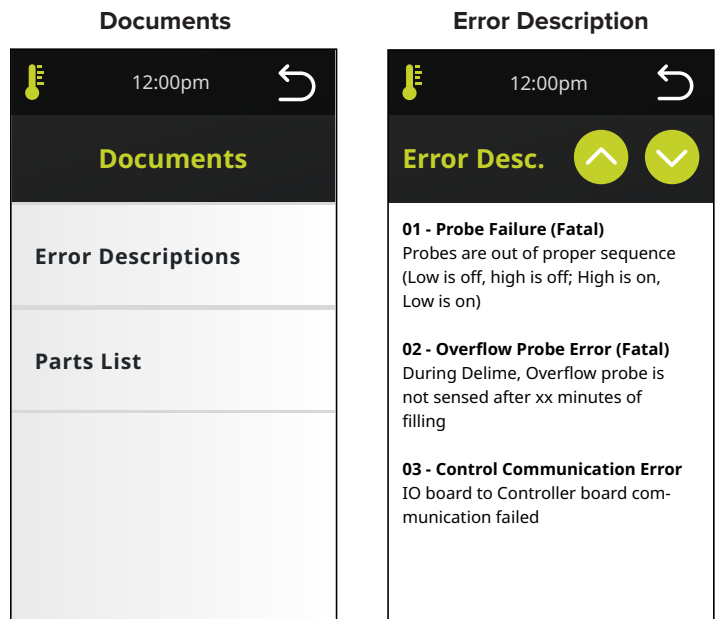 Documents
12:00pm
Documents
Error Descriptions
Parts List
Error Description
12:00pm
Error Desc.
01 - Probe Failure (Fatal)
Probes are out of proper sequence
(Low is off, high is off; High is on,
Low is on)
02 - Overflow Probe Error (Fatal)
During Delime, Overflow probe is
not sensed after xx minutes of
filling
03 - Control Communication Error
IO board to Controller board com-
munication failed